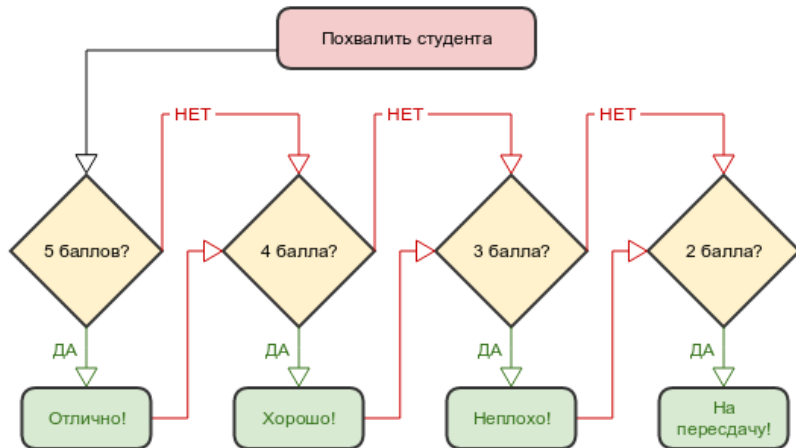 Похвалить студента
НЕТ
НЕТ
НЕТ
5 баллов?
4 балла?
3 балла?
2 балла?
ДА
ДА
ДА
ДА
Отлично!
Хорошо!
Неплохо!
На
пересдачу!